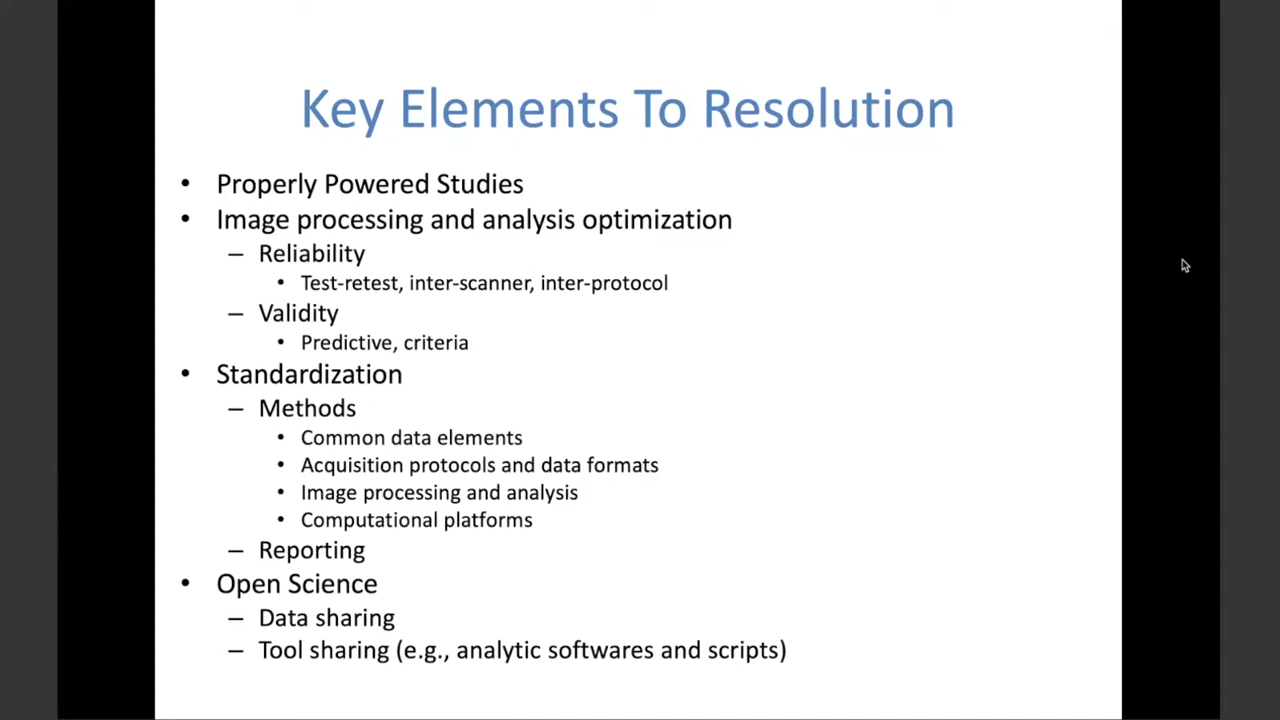 Key Elements To Resolution
• Properly Powered Studies
• Image processing and analysis optimization
– Reliability
• Test-retest, inter-scanner, inter-protocol
– Validity
• Predictive, criteria
• Standardization
– Methods
• Common data elements
• Acquisition protocols and data formats
• Image processing and analysis
• Computational platforms
– Reporting
• Open Science
– Data sharing
– Tool sharing (e.g., analytic softwares and scripts)